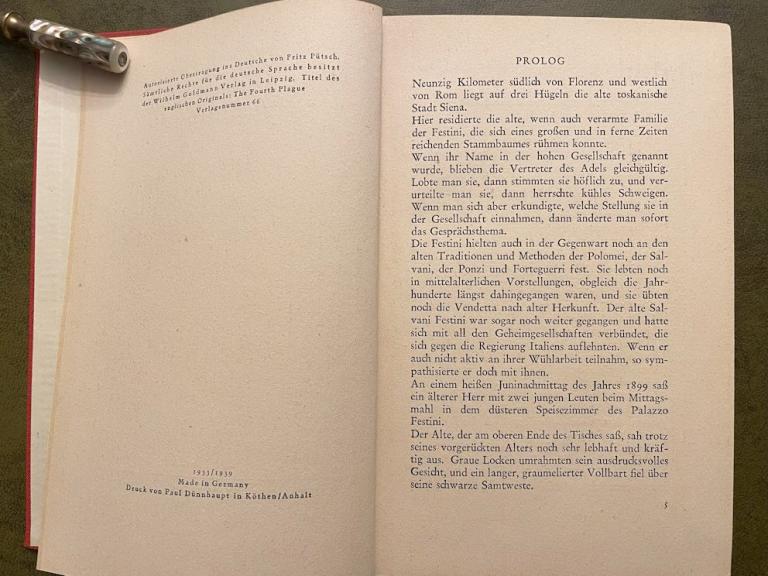 Autorisierte Übertragung ins Deutsche von Fritz Pütsch.
Sämtliche Rechte für die deutsche Sprache besitzt
der Wilhelm Goldmann Verlag in Leipzig. Titel des
englischen Originals: The Fourth Plague
Verlagsnummer 66
1933/1939
Made in Germany
Druck von Paul Dünnhaupt in Köthen/Anhalt
PROLOG
Neunzig Kilometer südlich von Florenz und westlich
von Rom liegt auf drei Hügeln die alte toskanische
Stadt Siena.
Hier residierte die alte, wenn auch verarmte Familie
der Festini, die sich eines großen und in ferne Zeiten
reichenden Stammbaumes rühmen konnte.
Wenn ihr Name in der hohen Gesellschaft genannt
wurde, blieben die Vertreter des Adels gleichgültig.
Lobte man sie, dann stimmten sie höflich zu, und ver-
urteilte man sie, dann herrschte kühles Schweigen.
Wenn man sich aber erkundigte, welche Stellung sie in
der Gesellschaft einnahmen, dann änderte man sofort
das Gesprächsthema.
Die Festini hielten auch in der Gegenwart noch an den
alten Traditionen und Methoden der Polomei, der Sal-
vani, der Ponzi und Forteguerri fest. Sie lebten noch
in mittelalterlichen Vorstellungen, obgleich die Jahr-
hunderte längst dahingegangen waren, und sie übten
noch die Vendetta nach alter Herkunft. Der alte Sal-
vani Festini war sogar noch weiter gegangen und hatte
sich mit all den Geheimgesellschaften verbündet, die
sich gegen die Regierung Italiens auflehnten. Wenn er
auch nicht aktiv an ihrer Wühlarbeit teilnahm, so sym-
pathisierte er doch mit ihnen.
An einem heißen Juninachmittag des Jahres 1899 saß
ein älterer Herr mit zwei jungen Leuten beim Mittags-
mahl in dem düsteren Speisezimmer des Palazzo
Festini.
Der Alte, der am oberen Ende des Tisches saß, sah trotz
seines vorgerückten Alters noch sehr lebhaft und kräf-
tig aus. Graue Locken umrahmten sein ausdrucksvolles
Gesicht, und ein langer, graumelierter Vollbart fiel über
seine schwarze Samtweste.
5